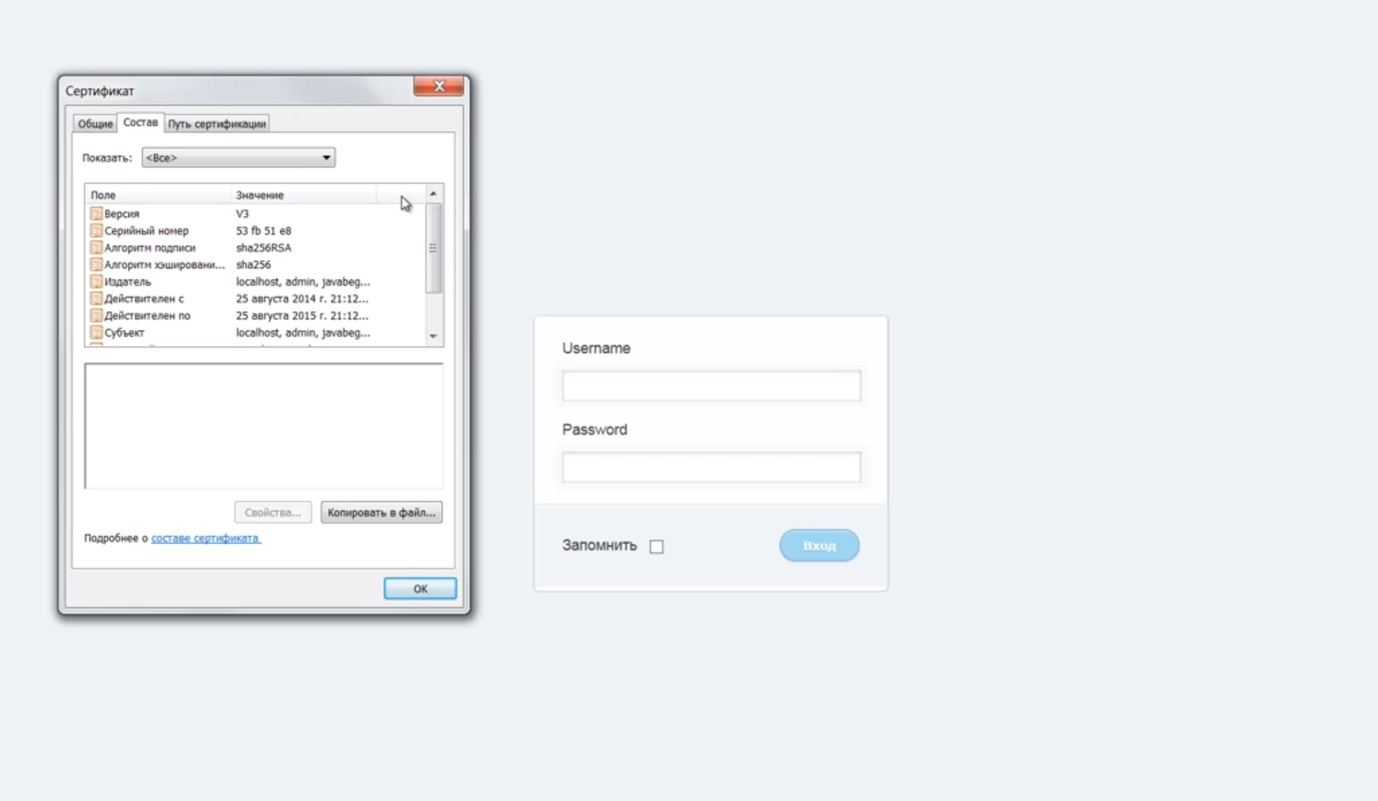 Сертификат
Общие Состав Путь сертификации
Показать: <Все>
Поле Значение
Версия V3
Серийный номер 53 fb 51 e8
Алгоритм подписи sha256RSA
Алгоритм хэшировани... sha256
Издатель localhost, admin, javabeg...
Действителен с 25 августа 2014 г. 21:12...
Действителен по 25 августа 2015 г. 21:12...
Субъект localhost, admin, javabeg...
Свойства... Копировать в файл...
Подробнее о составе сертификата
OK
Username
Password
Запомнить Вход